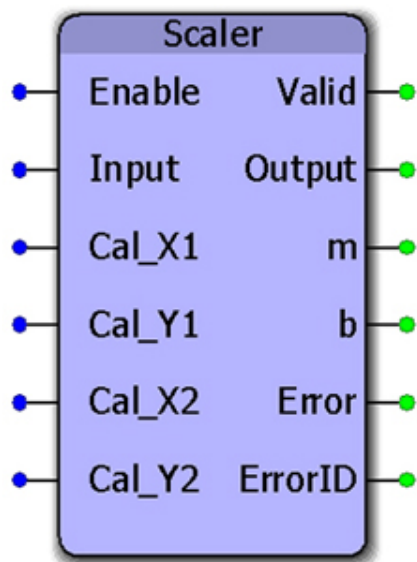 Scaler
Enable Valid
Input Output
Cal_X1 m
Cal_Y1 b
Cal_X2 Error
Cal_Y2 ErrorID